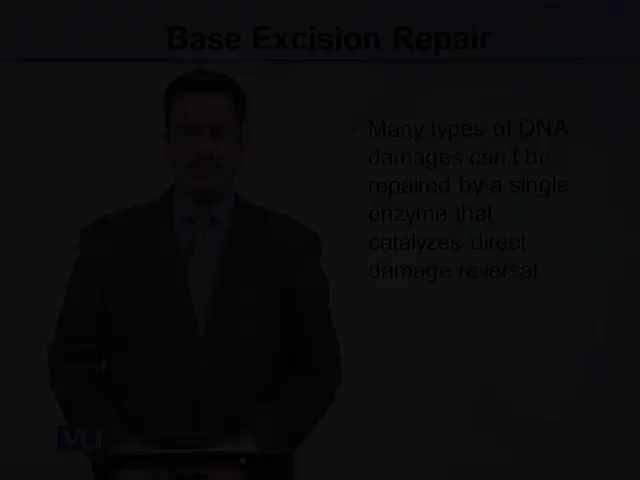 Base Excision Repair
• Many types of DNA
damages can't be
repaired by a single
enzyme that
catalyzes direct
damage reversal
VU